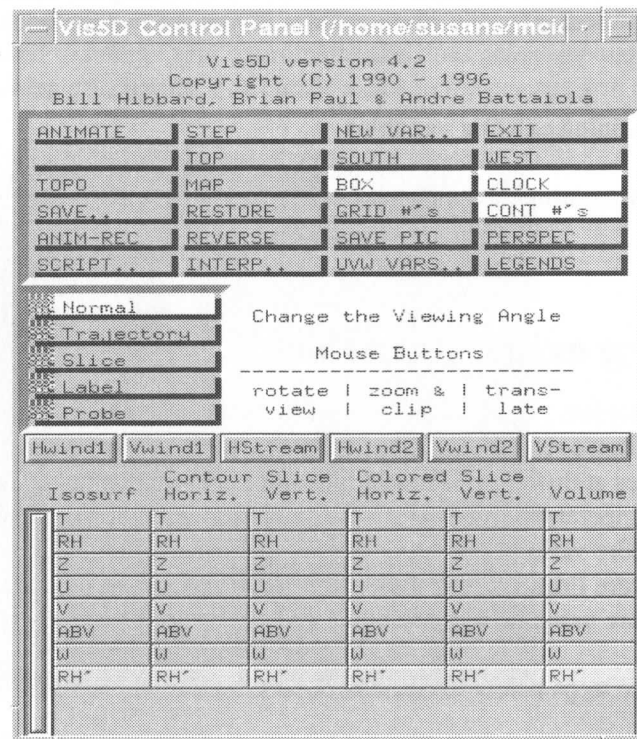 Vis5D Control Panel (/home/susans/mcid
Vis5D version 4.2
Copyright (C) 1990 - 1996
Bill Hibbard, Brian Paul & Andre Battaiola
ANIMATE STEP NEW VAR.. EXIT
TOP SOUTH WEST
TOPO MAP BOX CLOCK
SAVE.. RESTORE GRID #'s CONT #'s
ANIM-REC REVERSE SAVE PIC PERSPEC
SCRIPT.. INTERP.. UVW VARS.. LEGENDS
Normal
Trajectory
Slice
Label
Probe
Change the Viewing Angle
Mouse Buttons
--------------------------
rotate | zoom & | trans-
view | clip | late
Hwind1 Vwind1 HStream Hwind2 Vwind2 VStream
Contour Slice Colored Slice
Isosurf Horiz. Vert. Horiz. Vert. Volume
T T T T T T
RH RH RH RH RH RH
Z Z Z Z Z Z
U U U U U U
V V V V V V
ABV ABV ABV ABV ABV ABV
W W W W W W
RH' RH' RH' RH' RH' RH'